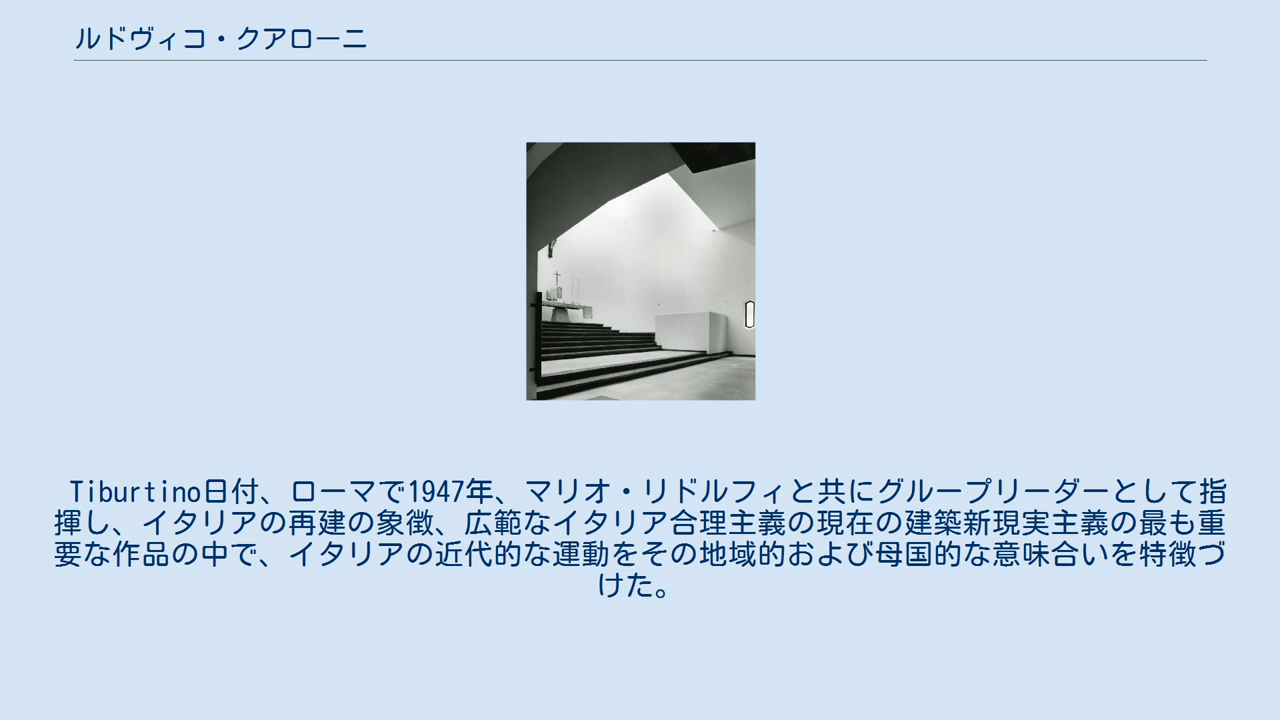 ルドヴィコ・クアローニ
Tiburtino日付、ローマで1947年、マリオ・リドルフィと共にグループリーダーとして指
揮し、イタリアの再建の象徴、広範なイタリア合理主義の現在の建築新現実主義の最も重
要な作品の中で、イタリアの近代的な運動をその地域的および母国的な意味合いを特徴づ
けた。